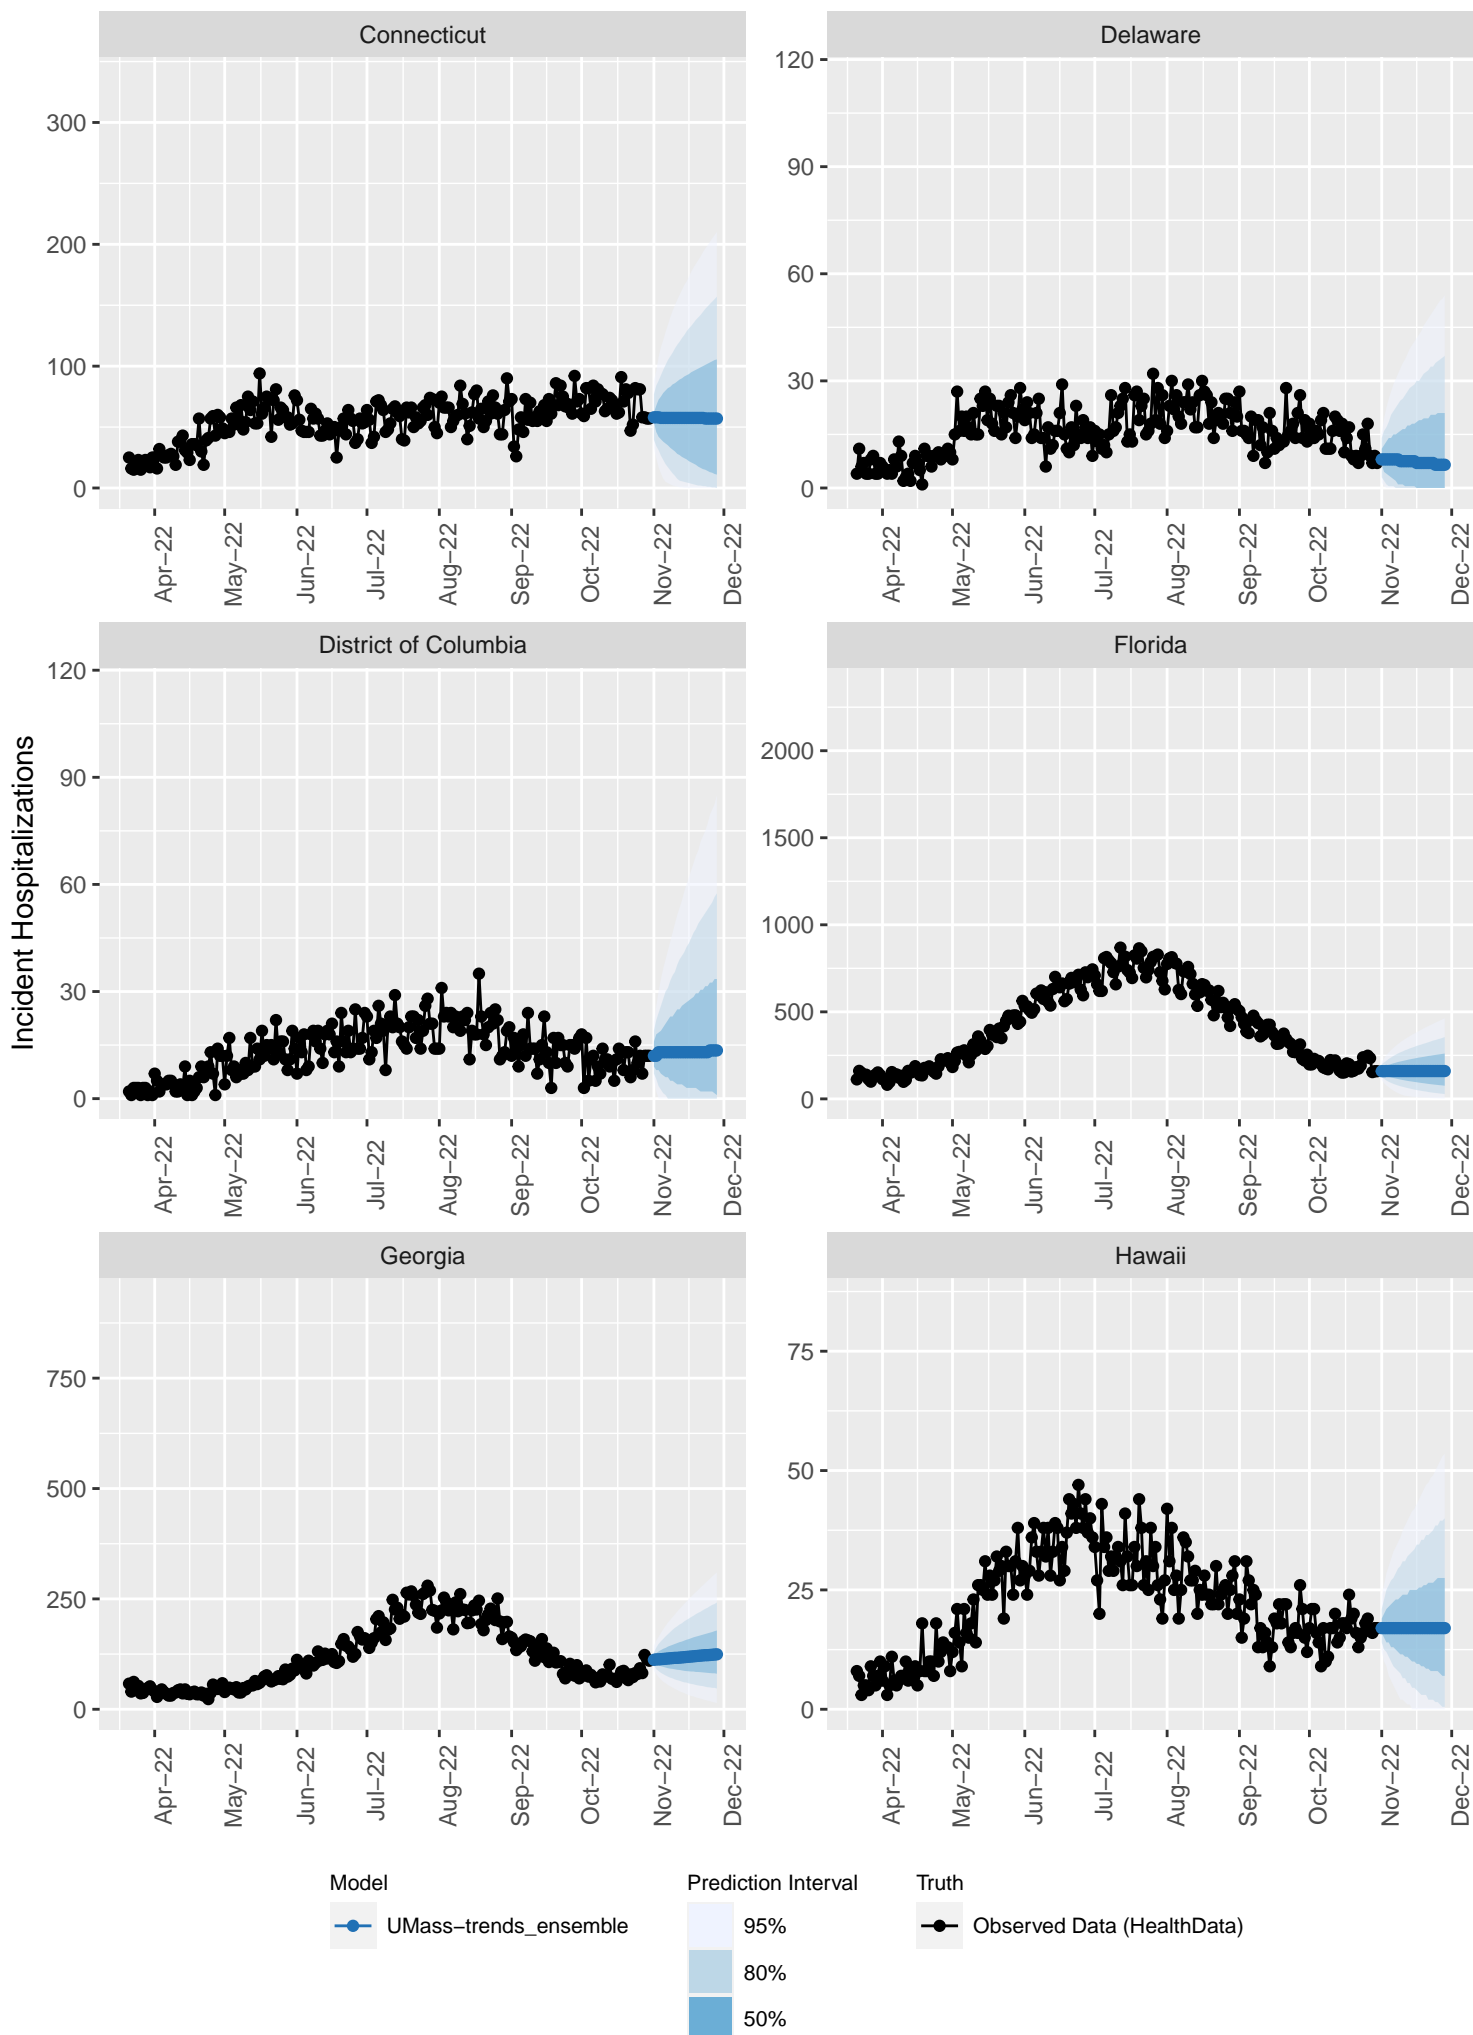 Connecticut
Delaware
300
200
100
0
120
90
60
30
0
Apr−22
May−22
Jun−22
Jul−22
Aug−22
Sep−22
Oct−22
Nov−22
Dec−22
Apr−22
May−22
Jun−22
Jul−22
Aug−22
Sep−22
Oct−22
Nov−22
Dec−22
Incident Hospitalizations
District of Columbia
Florida
120
90
60
30
0
2000
1500
1000
500
0
Apr−22
May−22
Jun−22
Jul−22
Aug−22
Sep−22
Oct−22
Nov−22
Dec−22
Apr−22
May−22
Jun−22
Jul−22
Aug−22
Sep−22
Oct−22
Nov−22
Dec−22
Georgia
Hawaii
750
500
250
0
75
50
25
0
Apr−22
May−22
Jun−22
Jul−22
Aug−22
Sep−22
Oct−22
Nov−22
Dec−22
Apr−22
May−22
Jun−22
Jul−22
Aug−22
Sep−22
Oct−22
Nov−22
Dec−22
Model
UMass−trends_ensemble
Prediction Interval
95%
80%
50%
Truth
Observed Data (HealthData)